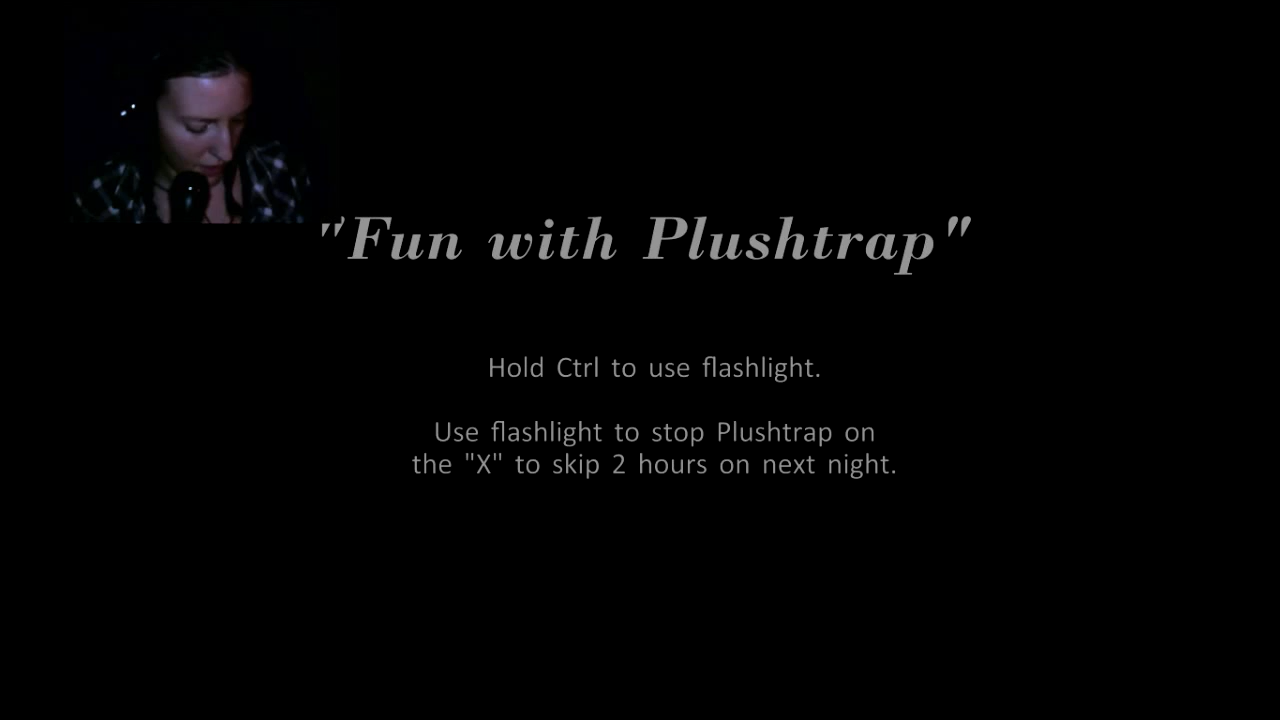 "Fun with Plushtrap"
Hold Ctrl to use flashlight.
Use flashlight to stop Plushtrap on
the "X" to skip 2 hours on next night.